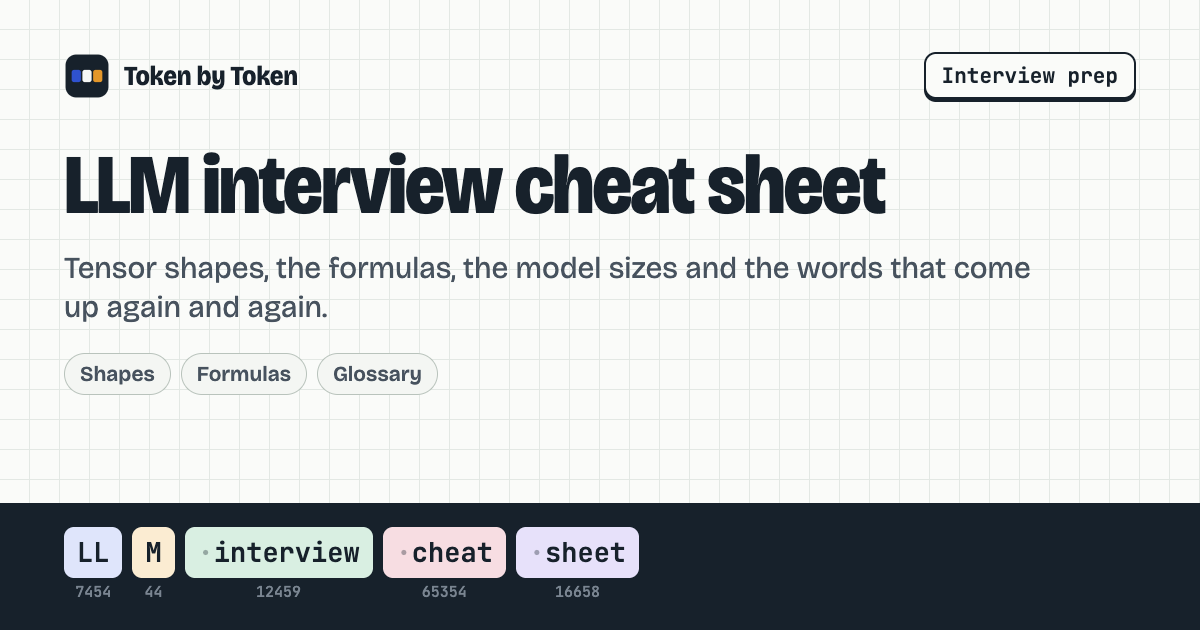 Token by Token
Interview prep
LLM interview cheat sheet
Tensor shapes, the formulas, the model sizes and the words that come
up again and again.
Shapes Formulas Glossary
LL M ·interview ·cheat ·sheet
7454 44 12459 65354 16658